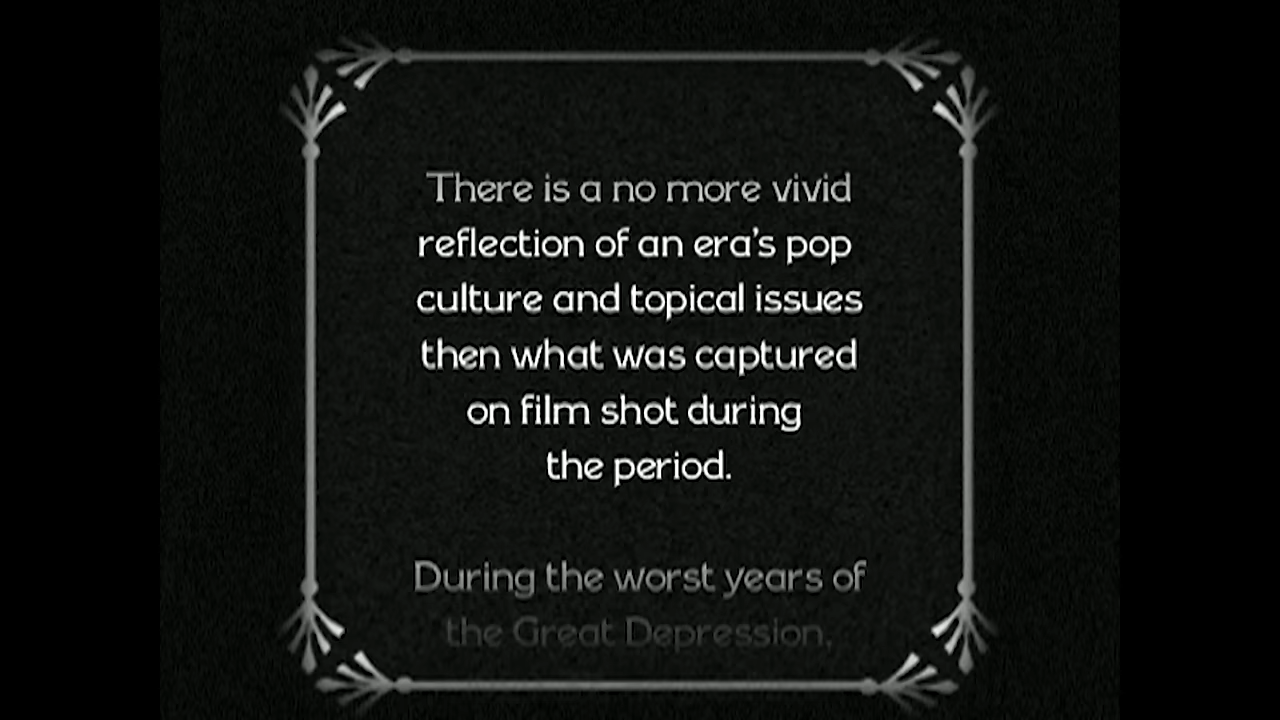 There is a no more vivid
reflection of an era's pop
culture and topical issues
then what was captured
on film shot during
the period.
During the worst years of
the Great Depression,